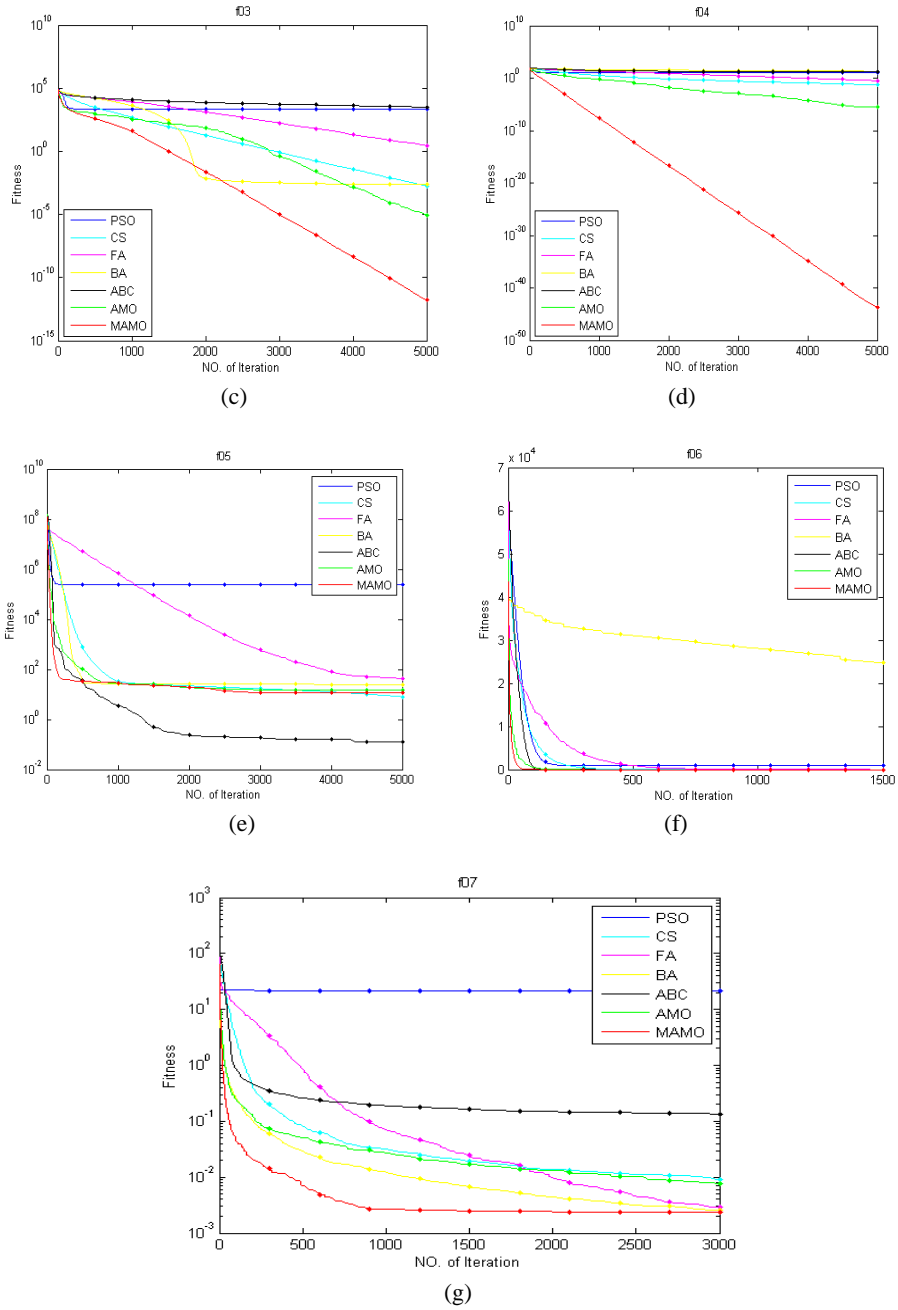 f03
Fitness
10^10
10^5
10^0
10^-5
10^-10
10^-15
PSO
CS
FA
BA
ABC
AMO
MAMO
0 1000 2000 3000 4000 5000
NO. of Iteration
(c)
f04
Fitness
10^10
10^0
10^-10
10^-20
10^-30
10^-40
10^-50
PSO
CS
FA
BA
ABC
AMO
MAMO
0 1000 2000 3000 4000 5000
NO. of Iteration
(d)
f05
Fitness
10^10
10^8
10^6
10^4
10^2
10^0
10^-2
PSO
CS
FA
BA
ABC
AMO
MAMO
0 1000 2000 3000 4000 5000
NO. of Iteration
(e)
f06
x 10^4
Fitness
7
6
5
4
3
2
1
0
PSO
CS
FA
BA
ABC
AMO
MAMO
0 500 1000 1500
NO. of Iteration
(f)
f07
Fitness
10^3
10^2
10^1
10^0
10^-1
10^-2
10^-3
PSO
CS
FA
BA
ABC
AMO
MAMO
0 500 1000 1500 2000 2500 3000
NO. of Iteration
(g)